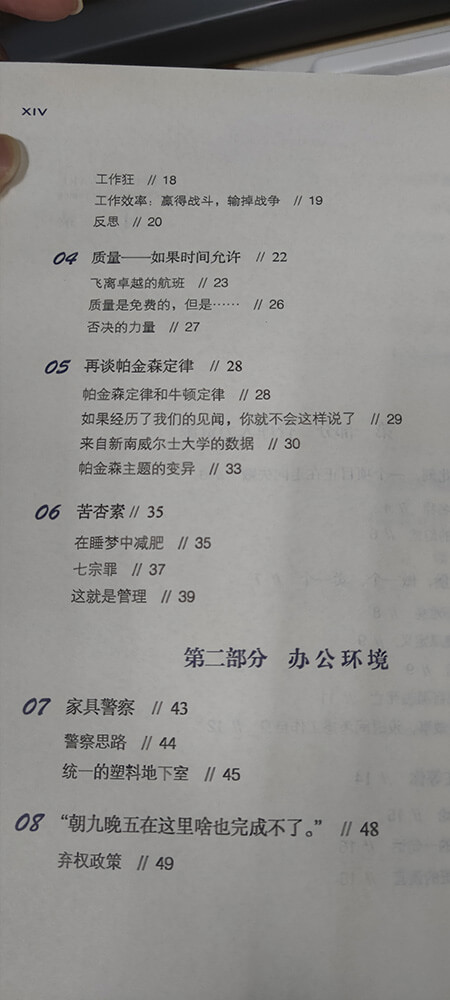 XIV
工作狂 // 18
工作效率：赢得战斗，输掉战争 // 19
反思 // 20
04 质量——如果时间允许 // 22
飞离卓越的航班 // 23
质量是免费的，但是…… // 26
否决的力量 // 27
05 再谈帕金森定律 // 28
帕金森定律和牛顿定律 // 28
如果经历了我们的见闻，你就不会这样说了 // 29
来自新南威尔士大学的数据 // 30
帕金森主题的变异 // 33
06 苦杏素 // 35
在睡梦中减肥 // 35
七宗罪 // 37
这就是管理 // 39
第二部分 办公环境
07 家具警察 // 43
警察思路 // 44
统一的塑料地下室 // 45
08 “朝九晚五在这里啥也完成不了。” // 48
弃权政策 // 49